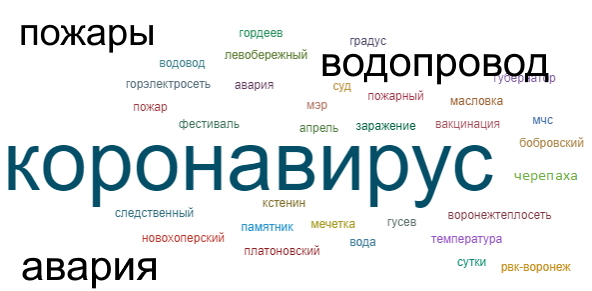 пожары
гордеев
градус
левобережный
водопровод
водовод
губернатор
горэлектросеть
авария
суд
пожарный
масловка
пожар
мэр
мчс
фестиваль
апрель
заражение
вакцинация
бобровский
коронавирус
черепаха
кстенин
следственный
памятник
мечетка
гусев
воронежтеплосеть
новохоперский
платоновский
вода
температура
авария
сутки
рвк-воронеж